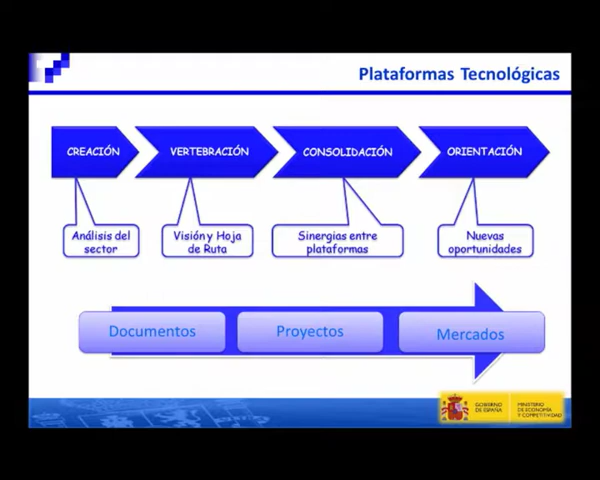 Plataformas Tecnológicas
CREACIÓN
VERTEBRACIÓN
CONSOLIDACIÓN
ORIENTACIÓN
Análisis del
sector
Visión y Hoja
de Ruta
Sinergias entre
plataformas
Nuevas
oportunidades
Documentos
Proyectos
Mercados
GOBIERNO
DE ESPAÑA
MINISTERIO
DE ECONOMÍA
Y COMPETITIVIDAD